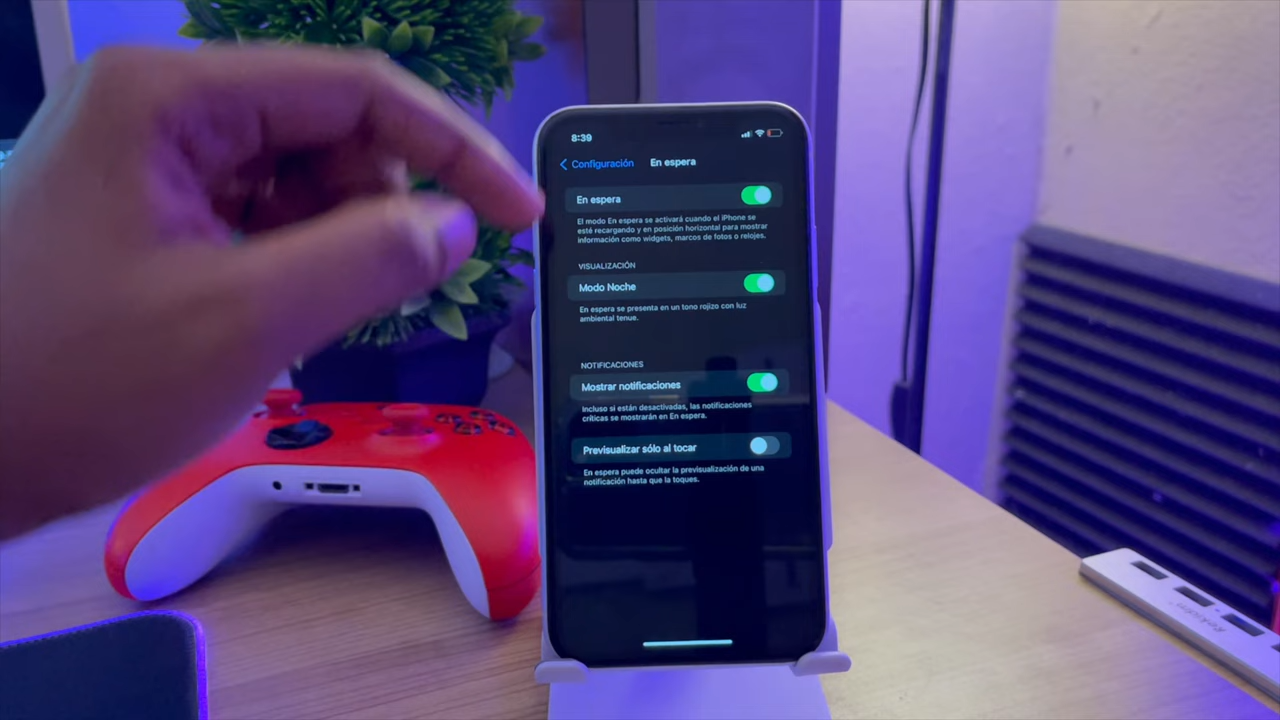 8:39
Configuración En espera
En espera
El modo En espera se activará cuando el iPhone se
esté recargando y en posición horizontal para mostrar
información como widgets, marcos de fotos o relojes.
VISUALIZACIÓN
Modo Noche
En espera se presenta en un tono rojizo con luz
ambiental tenue.
NOTIFICACIONES
Mostrar notificaciones
Incluso si están desactivadas, las notificaciones
críticas se mostrarán en En espera.
Previsualizar sólo al tocar
En espera puede ocultar la previsualización de una
notificación hasta que la toques.